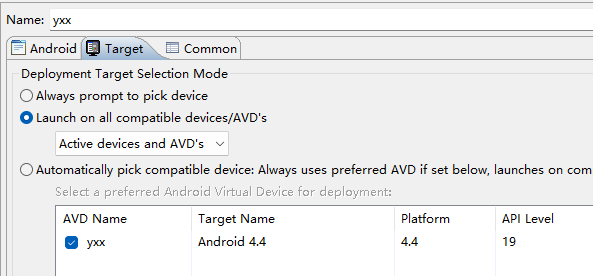 Name: yxx
Android Target Common
Deployment Target Selection Mode
Always prompt to pick device
Launch on all compatible devices/AVD's
Active devices and AVD's
Automatically pick compatible device: Always uses preferred AVD if set below, launches on com
Select a preferred Android Virtual Device for deployment:
AVD Name Target Name Platform API Level
yxx Android 4.4 4.4 19